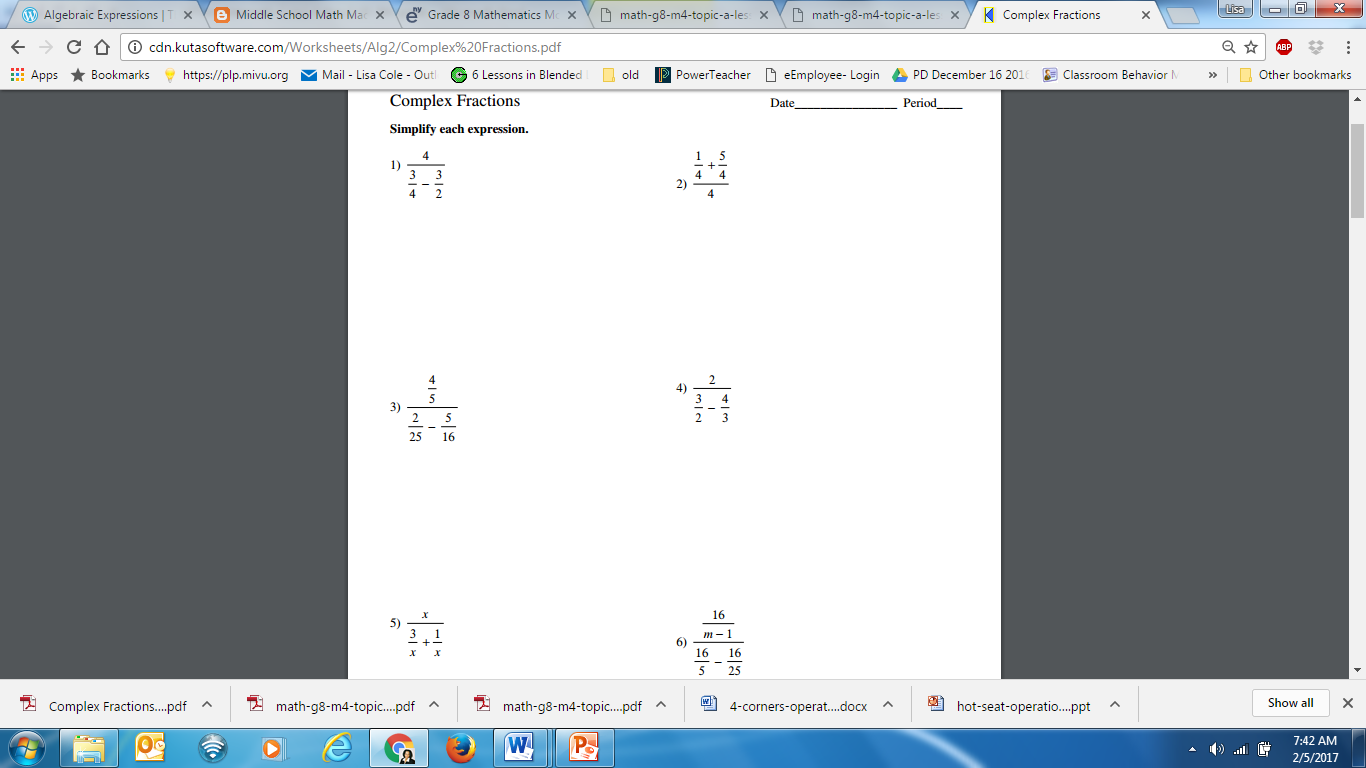 Algebraic Expressions | T
Middle School Math Ma
Grade 8 Mathematics Mo
math-g8-m4-topic-a-les
math-g8-m4-topic-a-les
Complex Fractions
Lisa
cdn.kutasoftware.com/Worksheets/Alg2/Complex%20Fractions.pdf
ABP
Apps
Bookmarks
https://plp.mivu.org
Mail - Lisa Cole - Outl
6 Lessons in Blended
old
PowerTeacher
eEmployee- Login
PD December 16 2016
Classroom Behavior M
»
Other bookmarks
Complex Fractions
Date________________ Period____
Simplify each expression.
1) 4
3/4 − 3/2
2) 1/4 + 5/4
4
3) 4/5
2/25 − 5/16
4) 2
3/2 − 4/3
5) x
3/x + 1/x
6) 16/(m − 1)
16/5 − 16/25
Complex Fractions....pdf
math-g8-m4-topic....pdf
math-g8-m4-topic....pdf
4-corners-operat....docx
hot-seat-operatio....ppt
Show all
7:42 AM
2/5/2017